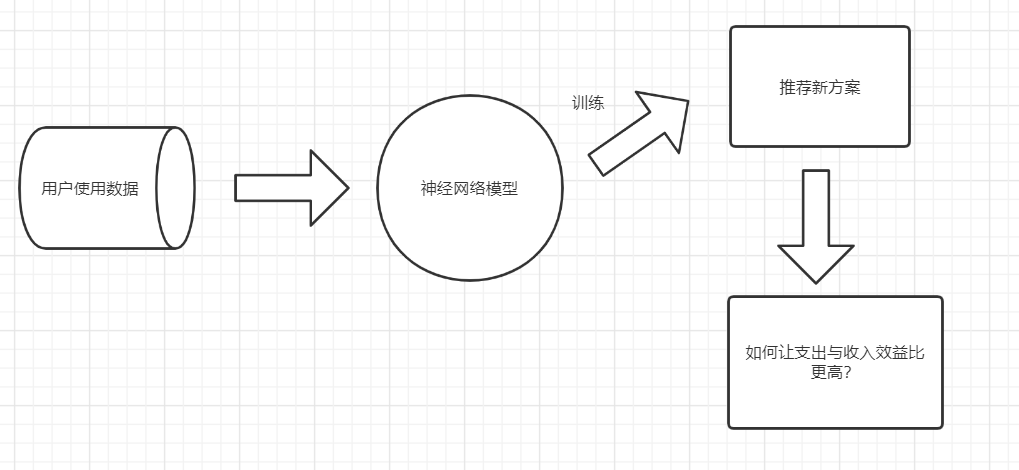 用户使用数据
神经网络模型
训练
推荐新方案
如何让支出与收入效益比
更高？